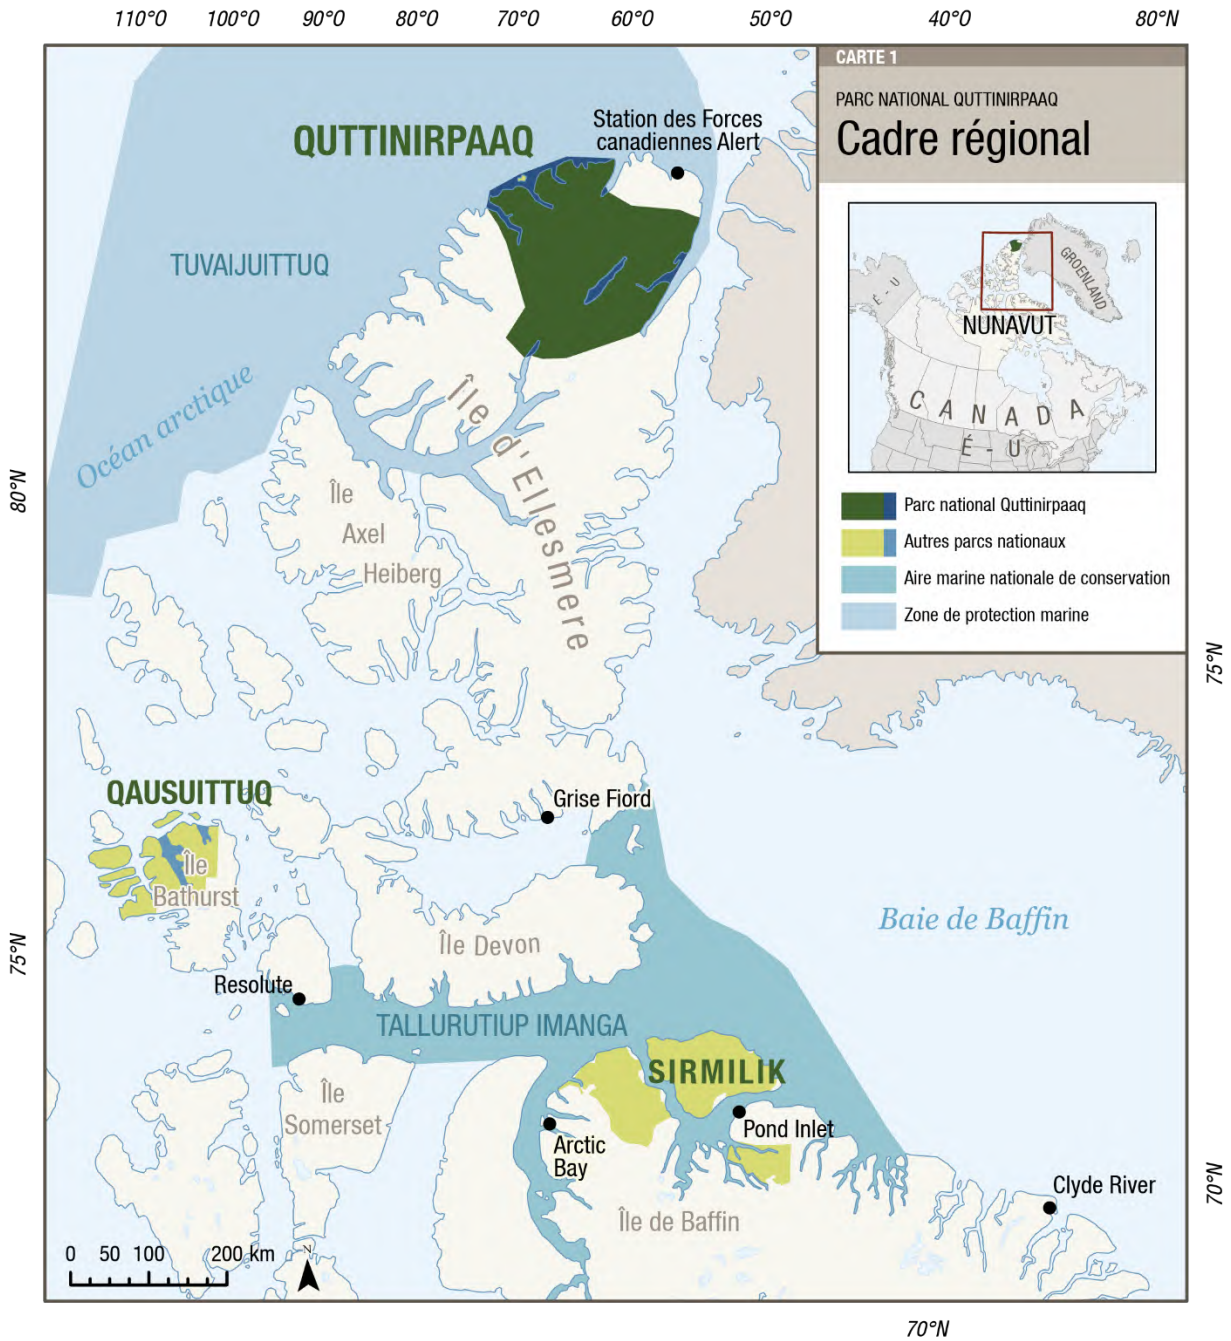 110°O 100°O 90°O 80°O 70°O 60°O 50°O 40°O 80°N
CARTE 1
PARC NATIONAL QUTTINIRPAAQ
Cadre régional
Station des Forces
canadiennes Alert
QUTTINIRPAAQ
TUVAIJUITTUQ
Océan arctique
GROENLAND
É-U
NUNAVUT
CANADA
É-U
Île d'Ellesmere
80°N
Île
Axel
Heiberg
Parc national Quttinirpaaq
Autres parcs nationaux
Aire marine nationale de conservation
Zone de protection marine
75°N
QAUSUITTUQ
Grise Fiord
Île
Bathurst
Baie de Baffin
Île Devon
75°N
Resolute
TALLURUTIUP IMANGA
SIRMILIK
Île
Somerset
Pond Inlet
Arctic
Bay
Clyde River
70°N
Île de Baffin
0 50 100 200 km
N
70°N